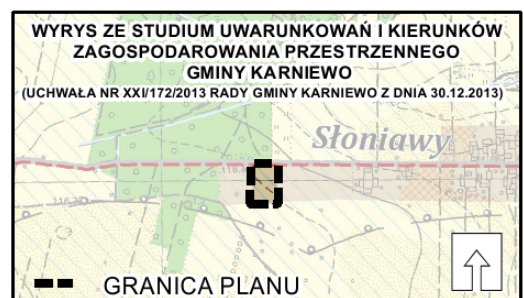 WYRYS ZE STUDIUM UWARUNKOWAŃ I KIERUNKÓW
ZAGOSPODAROWANIA PRZESTRZENNEGO
GMINY KARNIEWO
(UCHWAŁA NR XXI/172/2013 RADY GMINY KARNIEWO Z DNIA 30.12.2013)
Słoniawy
GRANICA PLANU